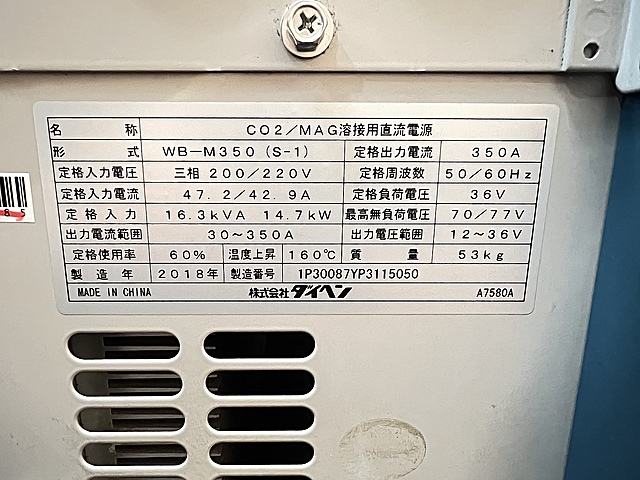 名称 CO2/MAG溶接用直流電源
形式 WB-M350 (S-1) 定格出力電流 350A
定格入力電圧 三相 200/220V 定格周波数 50/60Hz
定格入力電流 47.2/42.9A 定格負荷電圧 36V
定格入力 16.3kVA 14.7kW 最高無負荷電圧 70/77V
出力電流範囲 30~350A 出力電圧範囲 12~36V
定格使用率 60% 温度上昇 160℃ 質量 53kg
製造年 2018年 製造番号 1P30087YP3115050
MADE IN CHINA 株式会社ダイヘン A7580A
85